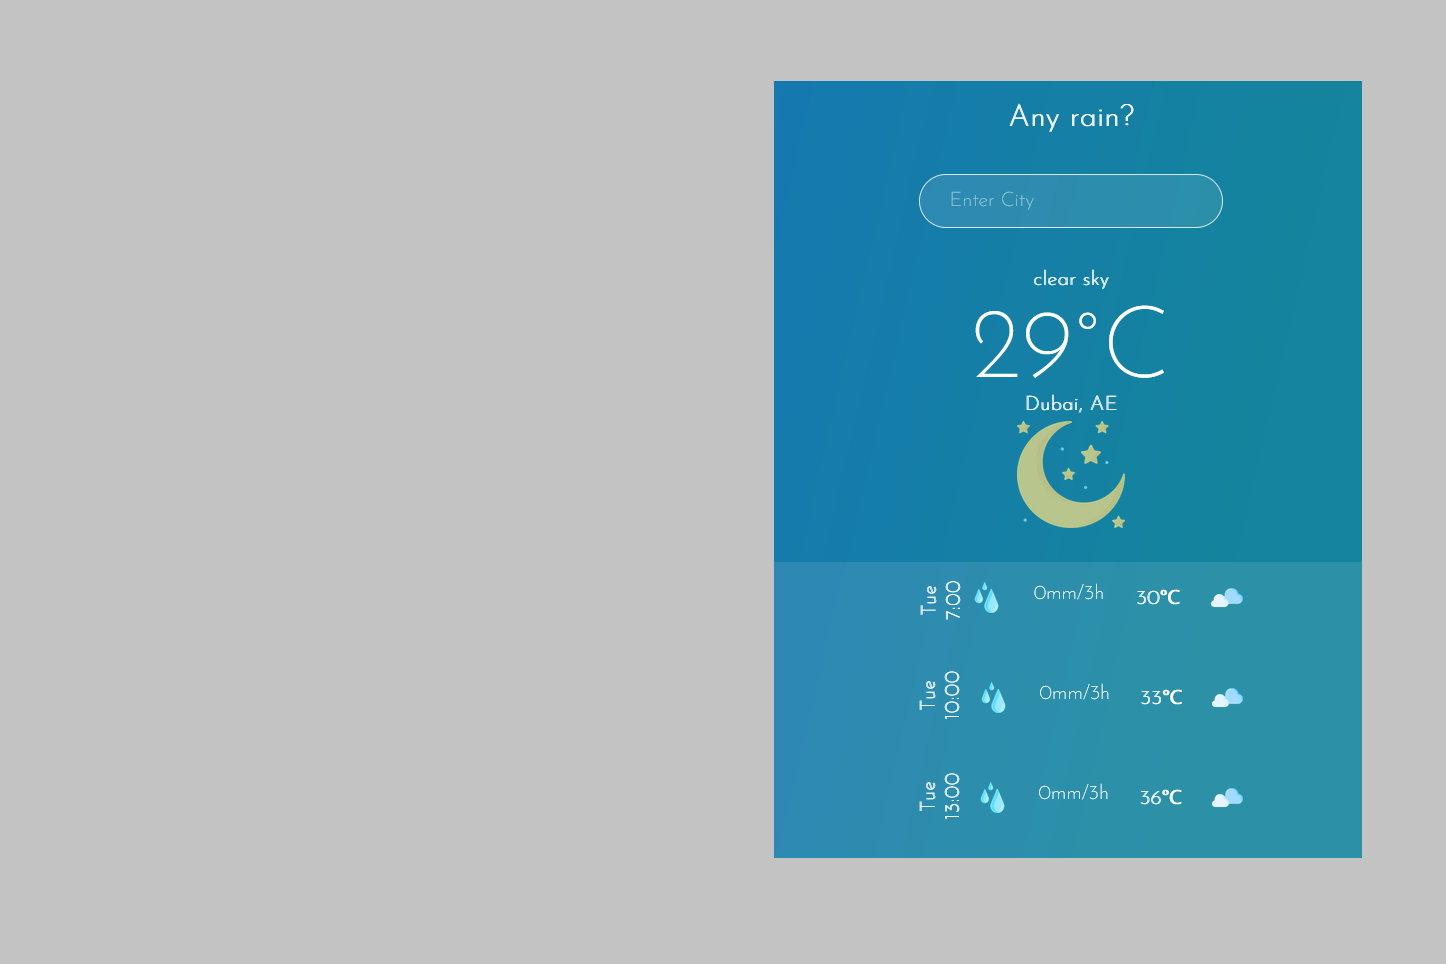 Any rain?
Enter City
clear sky
29°C
Dubai, AE
Tue
7:00
0mm/3h
30°C
Tue
10:00
0mm/3h
33°C
Tue
13:00
0mm/3h
36°C